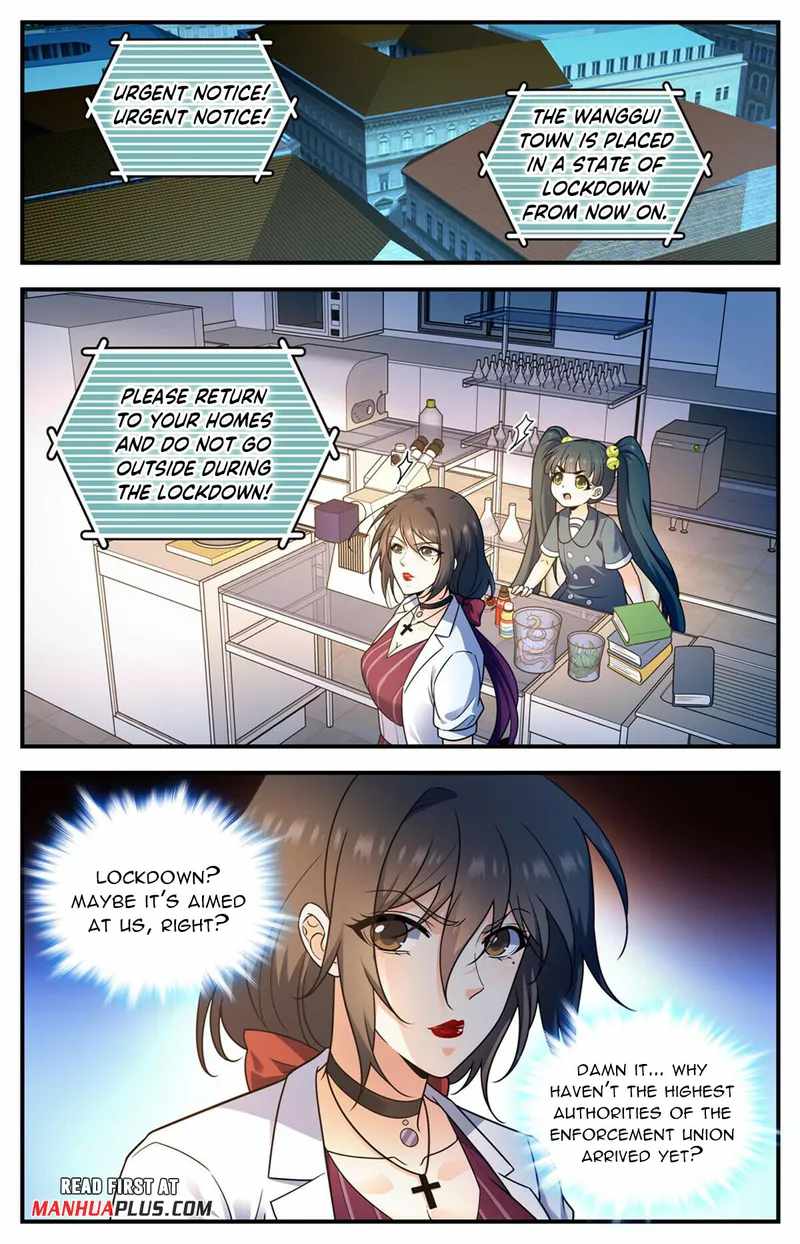 URGENT NOTICE!
URGENT NOTICE!
THE WANGGUI
TOWN IS PLACED
IN A STATE OF
LOCKDOWN
FROM NOW ON.
PLEASE RETURN
TO YOUR HOMES
AND DO NOT GO
OUTSIDE DURING
THE LOCKDOWN!
LOCKDOWN?
MAYBE IT'S AIMED
AT US, RIGHT?
DAMN IT... WHY
HAVEN'T THE HIGHEST
AUTHORITIES OF THE
ENFORCEMENT UNION
ARRIVED YET?
READ FIRST AT
MANHUAPLUS.COM